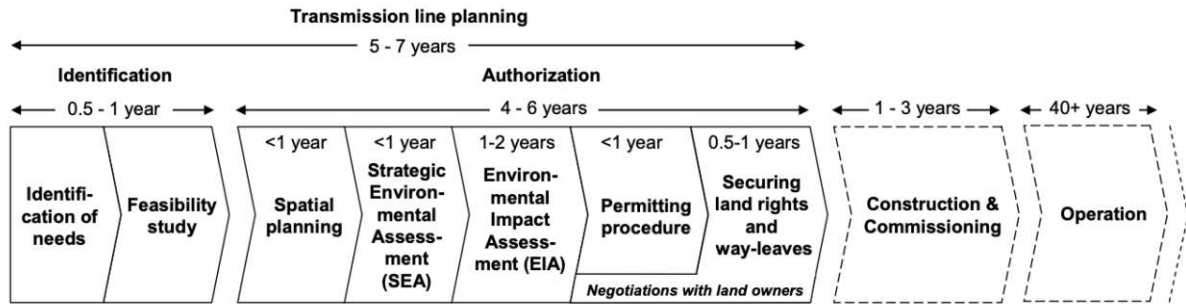 Transmission line planning
5 - 7 years
Identification
Authorization
0.5 - 1 year
4 - 6 years
1 - 3 years
40+ years
Identifi-
cation of
needs
Feasibility
study
<1 year
Spatial
planning
<1 year
Strategic
Environ-
mental
Assess-
ment
(SEA)
1-2 years
Environ-
mental
Impact
Assess-
ment (EIA)
<1 year
Permitting
procedure
0.5-1 years
Securing
land rights
and
way-leaves
Negotiations with land owners
Construction &
Commissioning
Operation